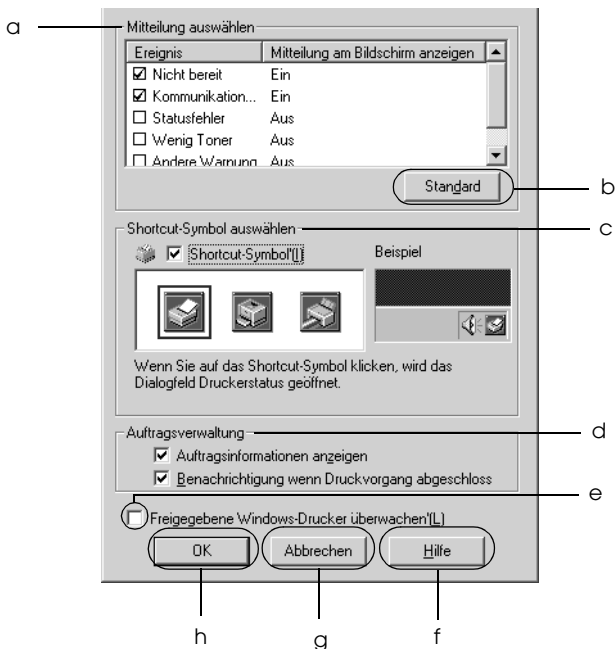 a
Mitteilung auswählen
Ereignis Mitteilung am Bildschirm anzeigen
Nicht bereit Ein
Kommunikation... Ein
Statusfehler Aus
Wenig Toner Aus
Andere Warnung Aus
Standard
b
Shortcut-Symbol auswählen
c
Shortcut-Symbol'(I)
Beispiel
Wenn Sie auf das Shortcut-Symbol klicken, wird das
Dialogfeld Druckerstatus geöffnet.
Auftragsverwaltung
d
Auftragsinformationen anzeigen
Benachrichtigung wenn Druckvorgang abgeschloss
e
Freigegebene Windows-Drucker überwachen'(L)
OK Abbrechen Hilfe
h g f